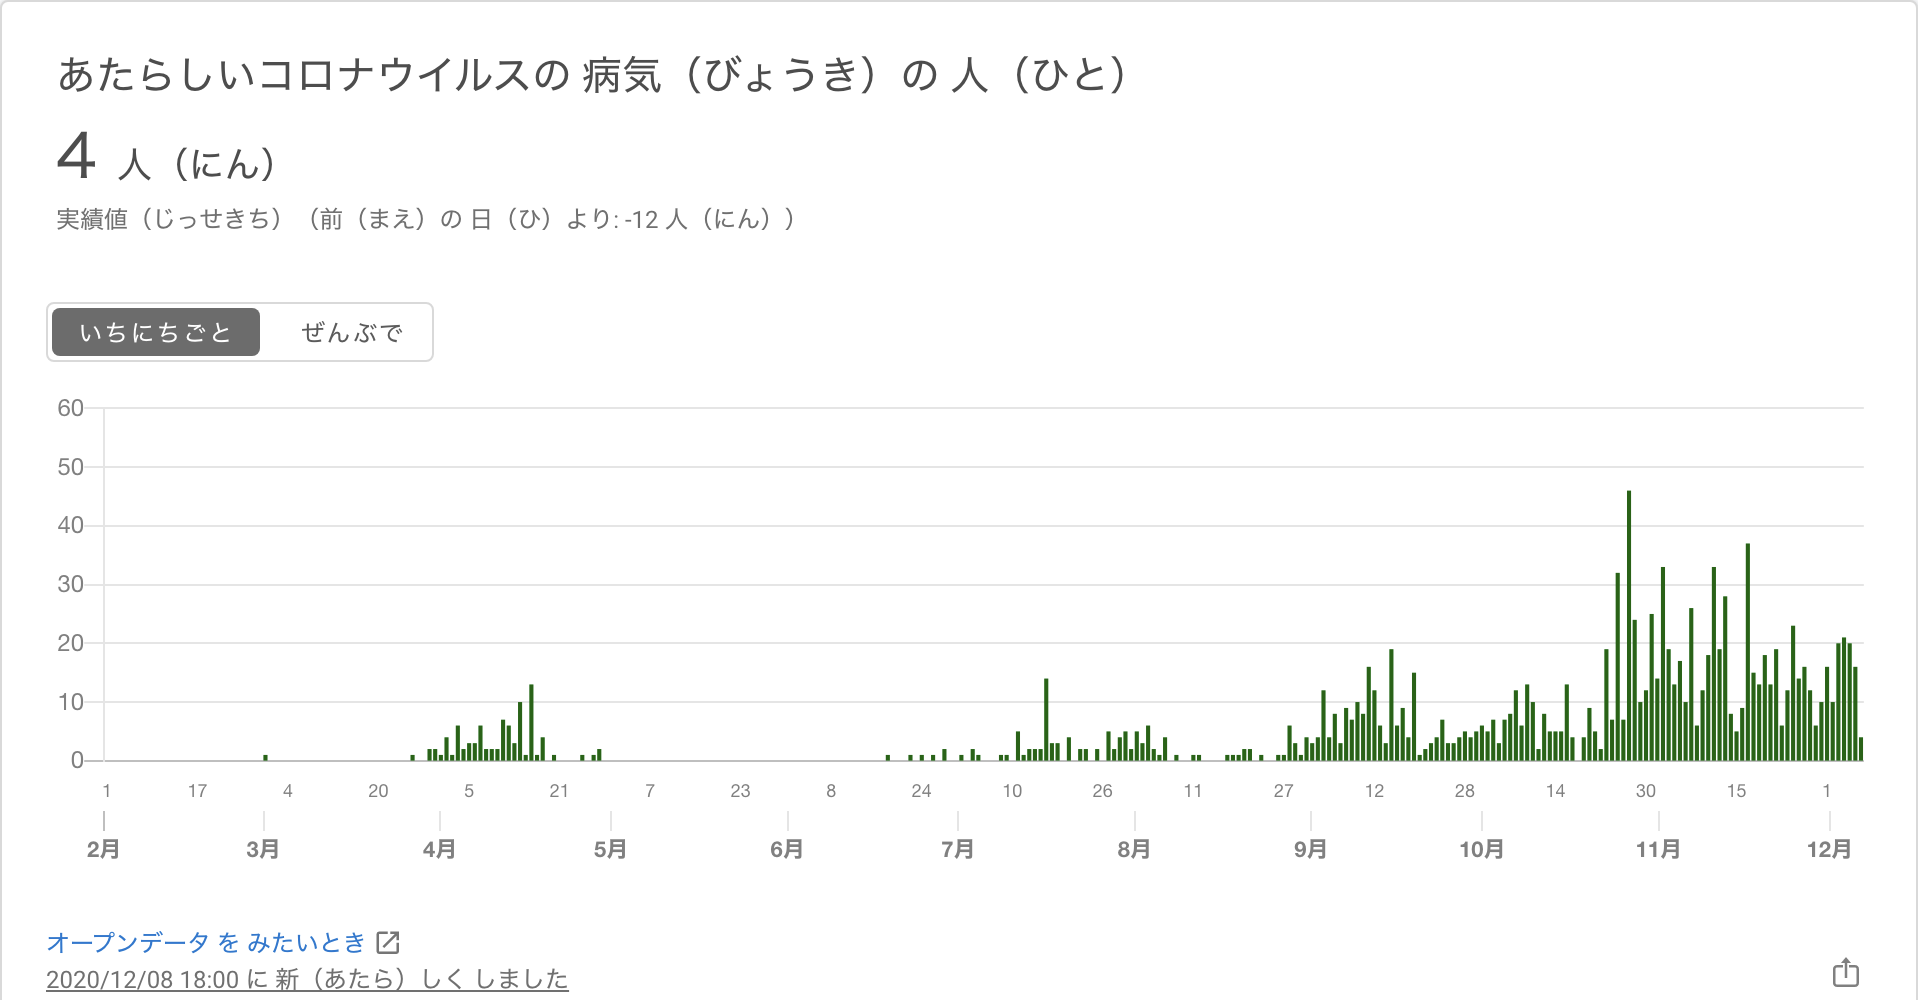 あたらしいコロナウイルスの 病気（びょうき）の 人（ひと）
4 人（にん）
実績値（じっせきち）（前（まえ）の 日（ひ）より: -12 人（にん））
いちにちごと ぜんぶで
60
50
40
30
20
10
0
1 17 4 20 5 21 7 23 8 24 10 26 11 27 12 28 14 30 15 1
2月 3月 4月 5月 6月 7月 8月 9月 10月 11月 12月
オープンデータ を みたいとき
2020/12/08 18:00 に 新（あたら）しく しました